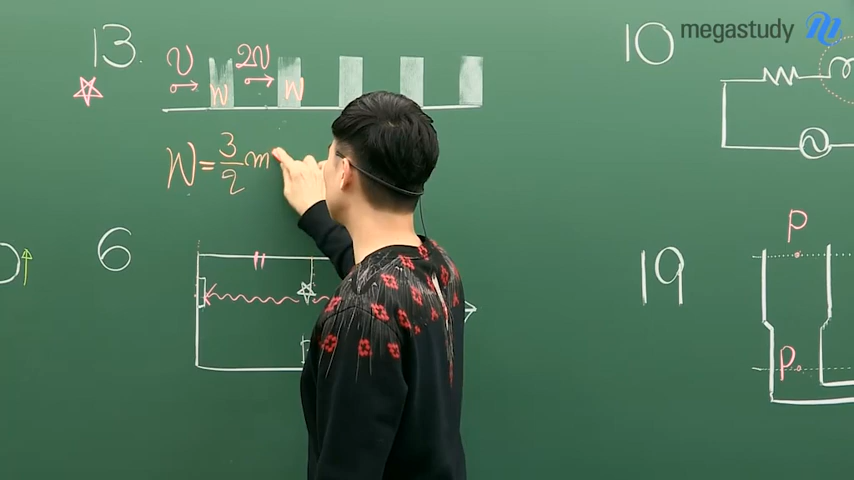 megastudy
13.
v 2v
W W
W = 3/2 m
10
6
P
19
P₀